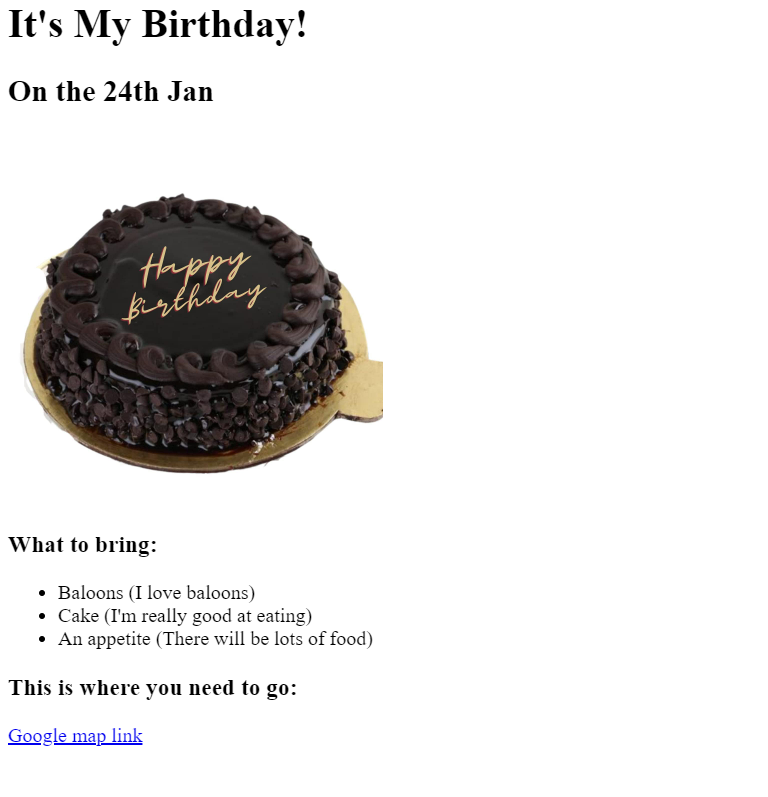 It's My Birthday!
On the 24th Jan
Happy
Birthday
What to bring:
Baloons (I love baloons)
Cake (I'm really good at eating)
An appetite (There will be lots of food)
This is where you need to go:
Google map link